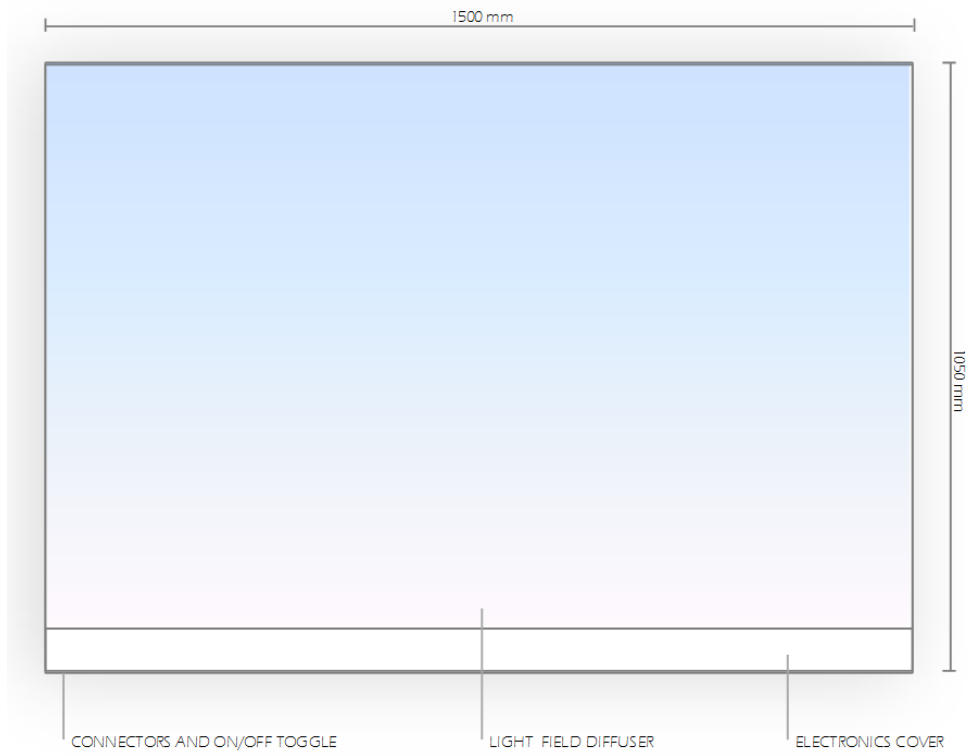 1500 mm
1050 mm
CONNECTORS AND ON/OFF TOGGLE
LIGHT FIELD DIFFUSER
ELECTRONICS COVER